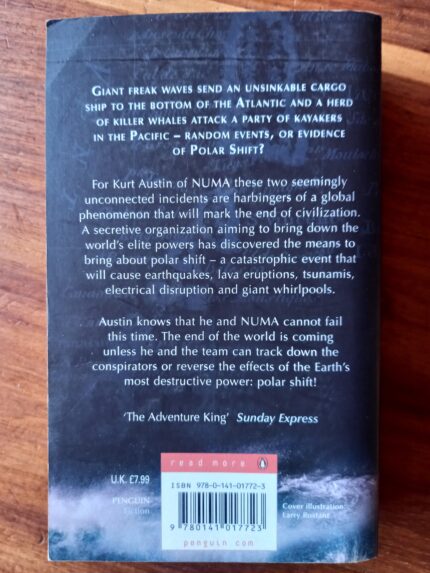 GIANT FREAK WAVES SEND AN UNSINKABLE CARGO
SHIP TO THE BOTTOM OF THE ATLANTIC AND A HERD
OF KILLER WHALES ATTACK A PARTY OF KAYAKERS
IN THE PACIFIC – RANDOM EVENTS, OR EVIDENCE
OF POLAR SHIFT?
For Kurt Austin of NUMA these two seemingly
unconnected incidents are harbingers of a global
phenomenon that will mark the end of civilization.
A secretive organization aiming to bring down the
world's elite powers has discovered the means to
bring about polar shift – a catastrophic event that
will cause earthquakes, lava eruptions, tsunamis,
electrical disruption and giant whirlpools.
Austin knows that he and NUMA cannot fail
this time. The end of the world is coming
unless he and the team can track down the
conspirators or reverse the effects of the Earth's
most destructive power: polar shift!
'The Adventure King' Sunday Express
read more
U.K. £7.99
ISBN 978-0-141-01772-3
PENGUIN
Fiction
Cover illustration:
Larry Rostant
9 780141 017723
penguin.com